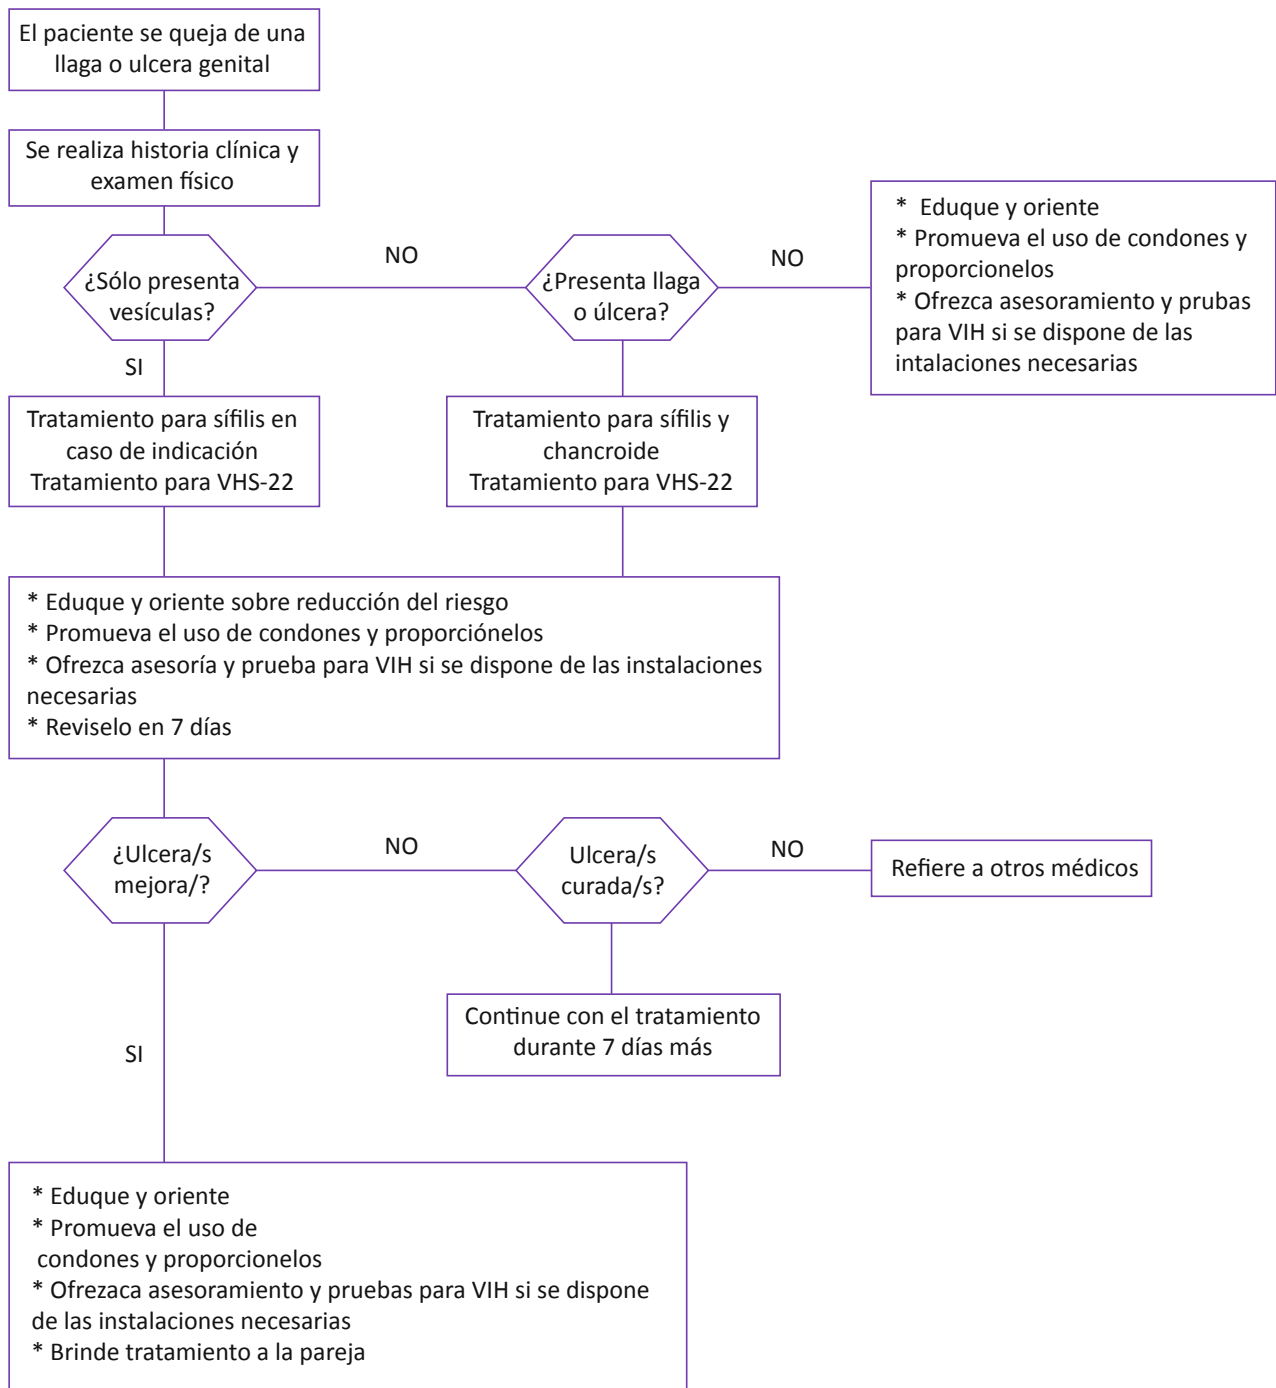 El paciente se queja de una
llaga o ulcera genital
Se realiza historia clínica y
examen físico
¿Sólo presenta
vesículas?
NO
¿Presenta llaga
o úlcera?
NO
* Eduque y oriente
* Promueva el uso de condones y
proporcionelos
* Ofrezca asesoramiento y prubas
para VIH si se dispone de las
intalaciones necesarias
SI
Tratamiento para sífilis en
caso de indicación
Tratamiento para VHS-22
Tratamiento para sífilis y
chancroide
Tratamiento para VHS-22
* Eduque y oriente sobre reducción del riesgo
* Promueva el uso de condones y proporciónelos
* Ofrezca asesoría y prueba para VIH si se dispone de las instalaciones
necesarias
* Reviselo en 7 días
¿Ulcera/s
mejora/?
NO
Ulcera/s
curada/s?
NO
Refiere a otros médicos
Continue con el tratamiento
durante 7 días más
SI
* Eduque y oriente
* Promueva el uso de
condones y proporcionelos
* Ofrezaca asesoramiento y pruebas para VIH si se dispone
de las instalaciones necesarias
* Brinde tratamiento a la pareja